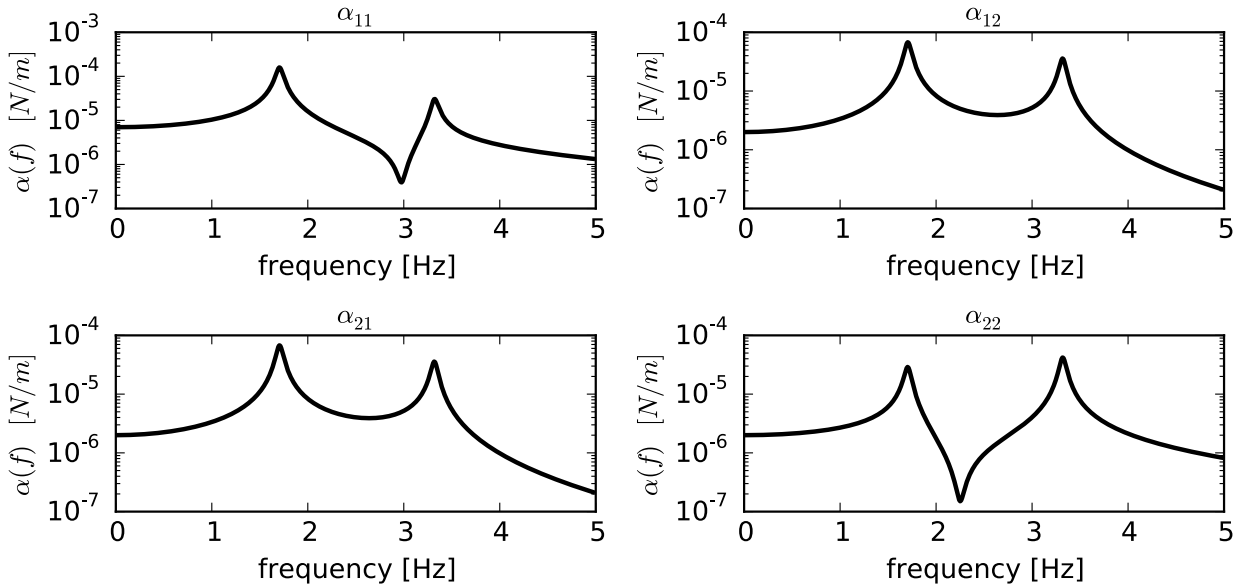 α₁₁
10⁻³
10⁻⁴
10⁻⁵
10⁻⁶
10⁻⁷
α(f) [N/m]
0 1 2 3 4 5
frequency [Hz]
α₁₂
10⁻⁴
10⁻⁵
10⁻⁶
10⁻⁷
α(f) [N/m]
0 1 2 3 4 5
frequency [Hz]
α₂₁
10⁻⁴
10⁻⁵
10⁻⁶
10⁻⁷
α(f) [N/m]
0 1 2 3 4 5
frequency [Hz]
α₂₂
10⁻⁴
10⁻⁵
10⁻⁶
10⁻⁷
α(f) [N/m]
0 1 2 3 4 5
frequency [Hz]